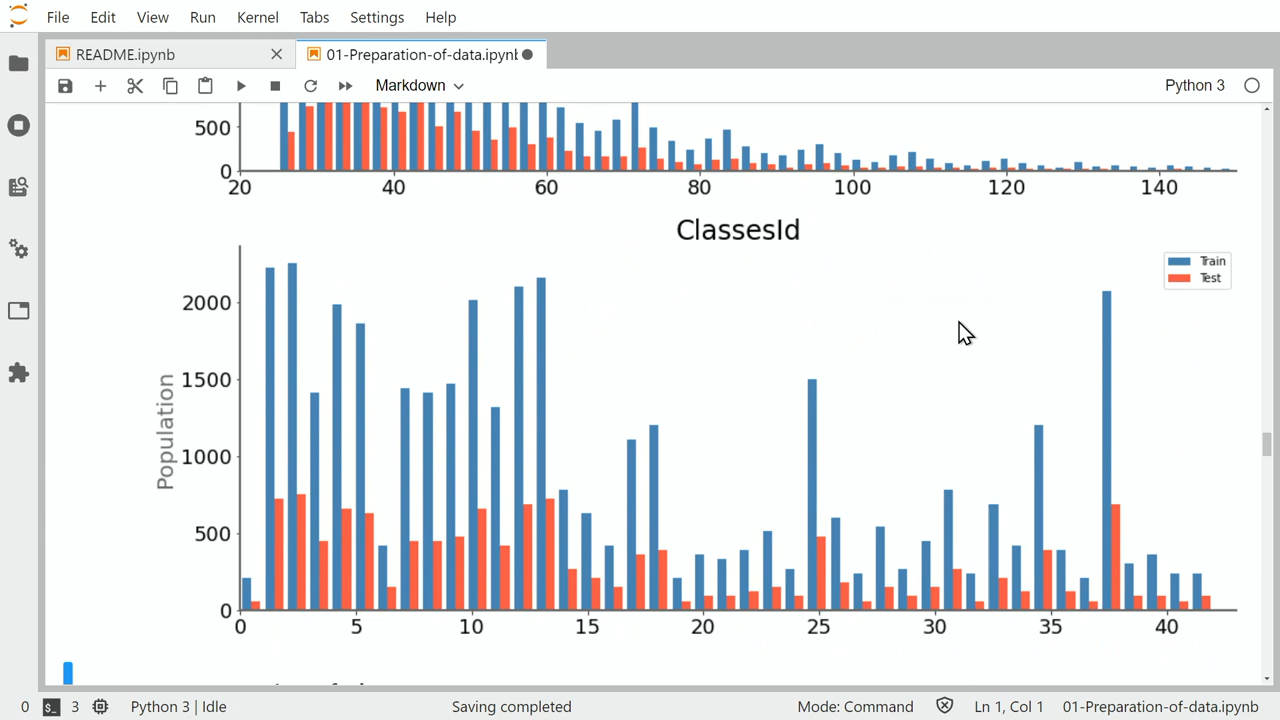 File Edit View Run Kernel Tabs Settings Help
README.ipynb
01-Preparation-of-data.ipynb
Markdown
Python 3
500
0
20 40 60 80 100 120 140
ClassesId
Train
Test
Population
2000
1500
1000
500
0
0 5 10 15 20 25 30 35 40
0 $_ 3 Python 3 | Idle Saving completed Mode: Command Ln 1, Col 1 01-Preparation-of-data.ipynb